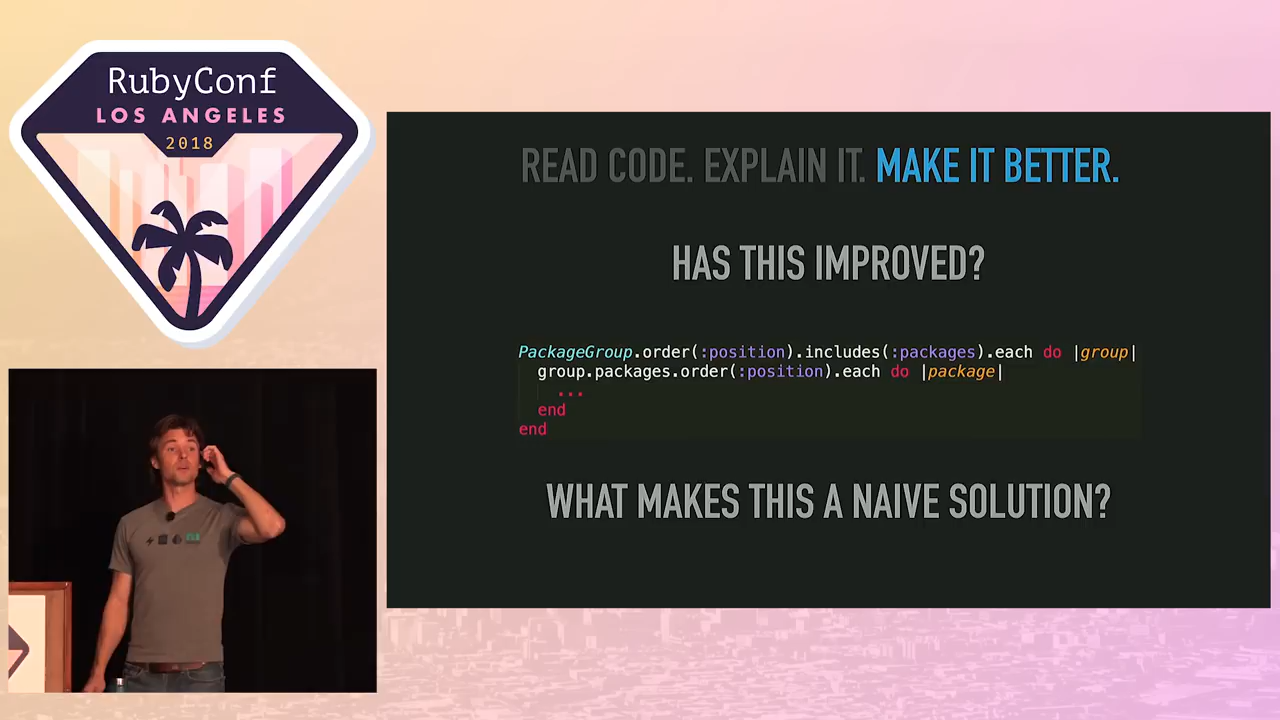 RubyConf
LOS ANGELES
2018
READ CODE. EXPLAIN IT. MAKE IT BETTER.
HAS THIS IMPROVED?
PackageGroup.order(:position).includes(:packages).each do |group|
  group.packages.order(:position).each do |package|
    ...
  end
end
WHAT MAKES THIS A NAIVE SOLUTION?